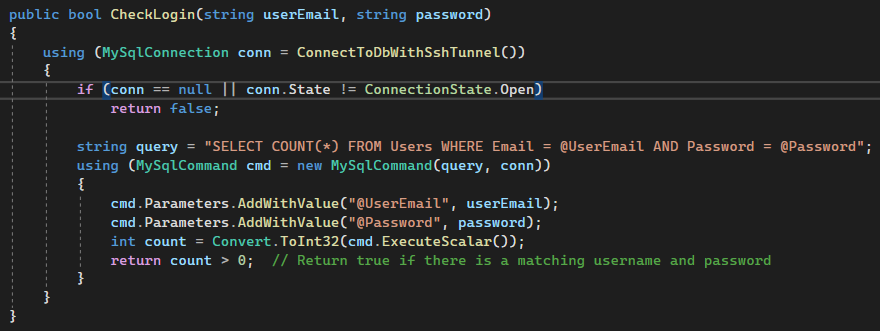 public bool CheckLogin(string userEmail, string password)
{
    using (MySqlConnection conn = ConnectToDbWithSshTunnel())
    {
        if (conn == null || conn.State != ConnectionState.Open)
            return false;

        string query = "SELECT COUNT(*) FROM Users WHERE Email = @UserEmail AND Password = @Password";
        using (MySqlCommand cmd = new MySqlCommand(query, conn))
        {
            cmd.Parameters.AddWithValue("@UserEmail", userEmail);
            cmd.Parameters.AddWithValue("@Password", password);
            int count = Convert.ToInt32(cmd.ExecuteScalar());
            return count > 0;  // Return true if there is a matching username and password
        }
    }
}